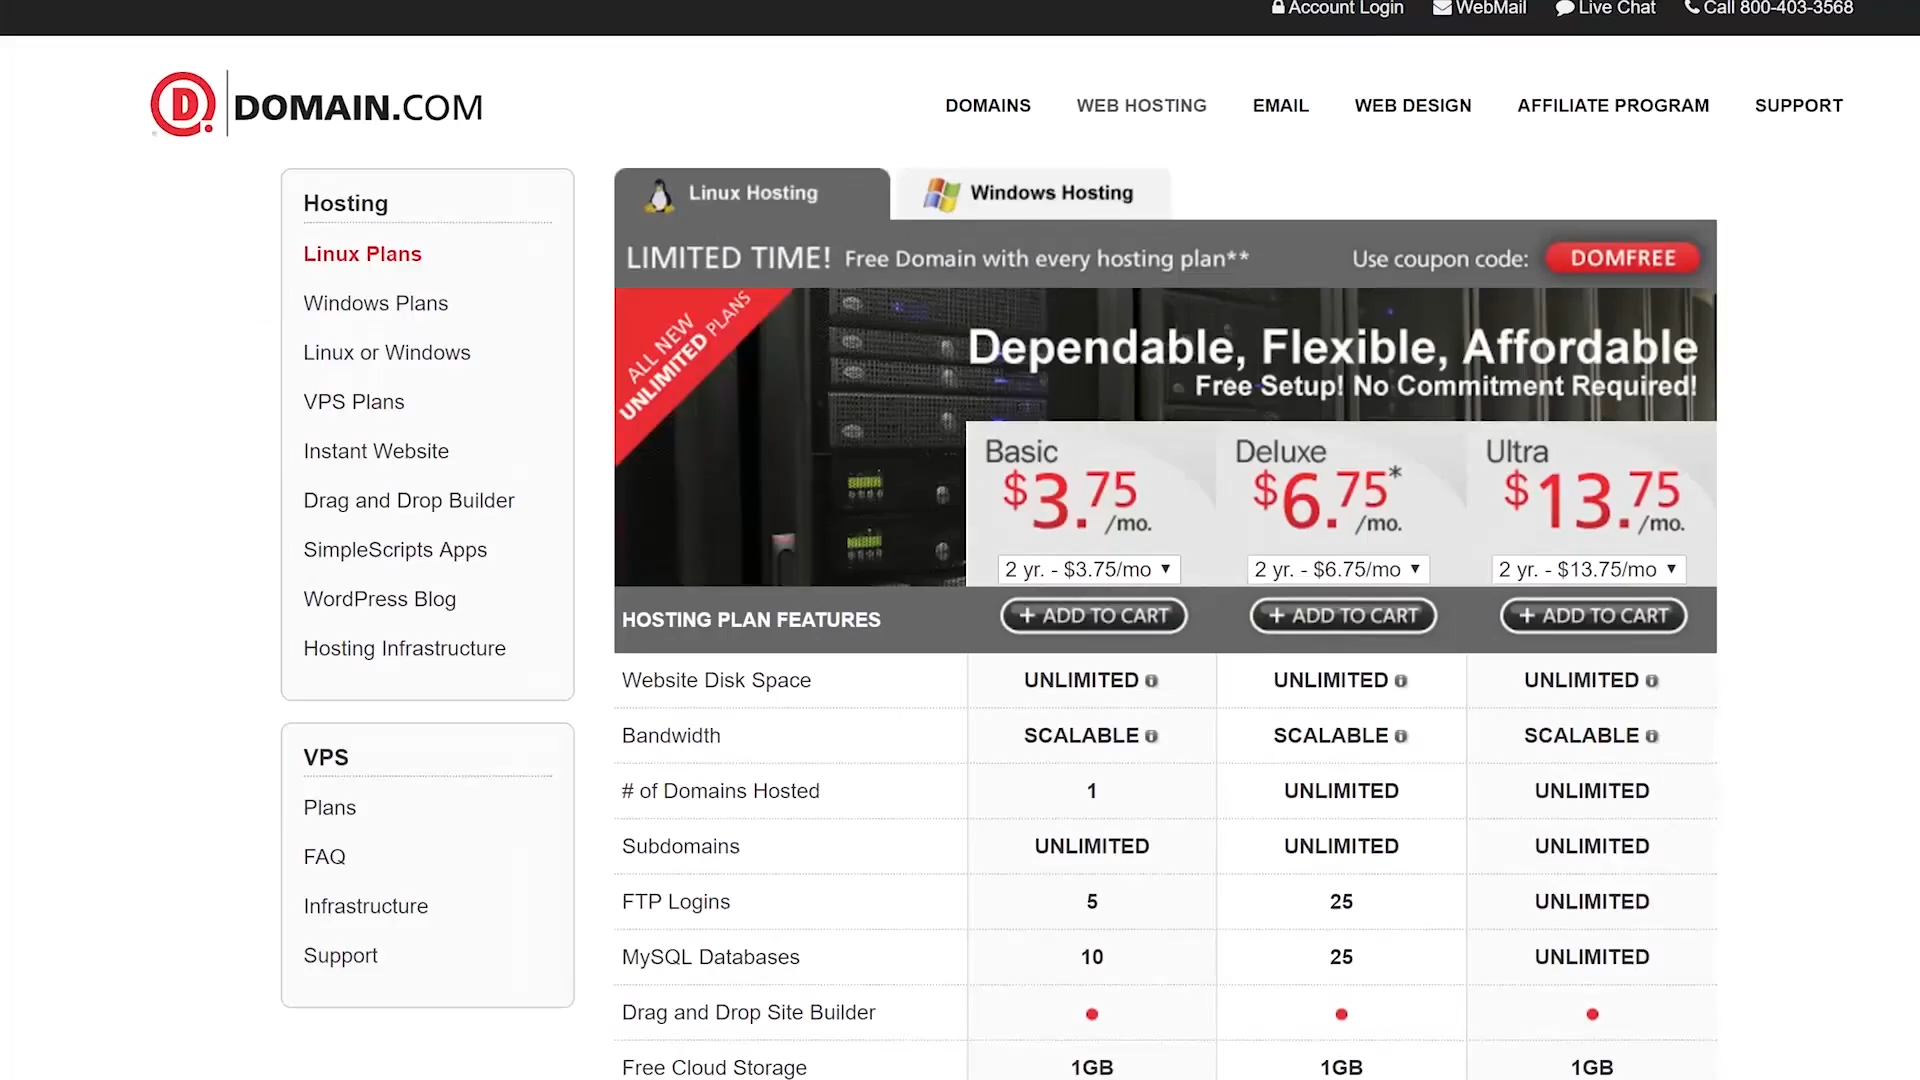 Account Login WebMail Live Chat Call 800-403-3568
D DOMAIN.COM
DOMAINS WEB HOSTING EMAIL WEB DESIGN AFFILIATE PROGRAM SUPPORT
Hosting
Linux Plans
Windows Plans
Linux or Windows
VPS Plans
Instant Website
Drag and Drop Builder
SimpleScripts Apps
WordPress Blog
Hosting Infrastructure
VPS
Plans
FAQ
Infrastructure
Support
Linux Hosting Windows Hosting
LIMITED TIME! Free Domain with every hosting plan** Use coupon code: DOMFREE
ALL NEW
UNLIMITED PLANS
Dependable, Flexible, Affordable
Free Setup! No Commitment Required!
Basic Deluxe Ultra
$3.75 /mo. $6.75* /mo. $13.75 /mo.
2 yr. - $3.75/mo 2 yr. - $6.75/mo 2 yr. - $13.75/mo
HOSTING PLAN FEATURES + ADD TO CART + ADD TO CART + ADD TO CART
Website Disk Space UNLIMITED UNLIMITED UNLIMITED
Bandwidth SCALABLE SCALABLE SCALABLE
# of Domains Hosted 1 UNLIMITED UNLIMITED
Subdomains UNLIMITED UNLIMITED UNLIMITED
FTP Logins 5 25 UNLIMITED
MySQL Databases 10 25 UNLIMITED
Drag and Drop Site Builder
Free Cloud Storage 1GB 1GB 1GB